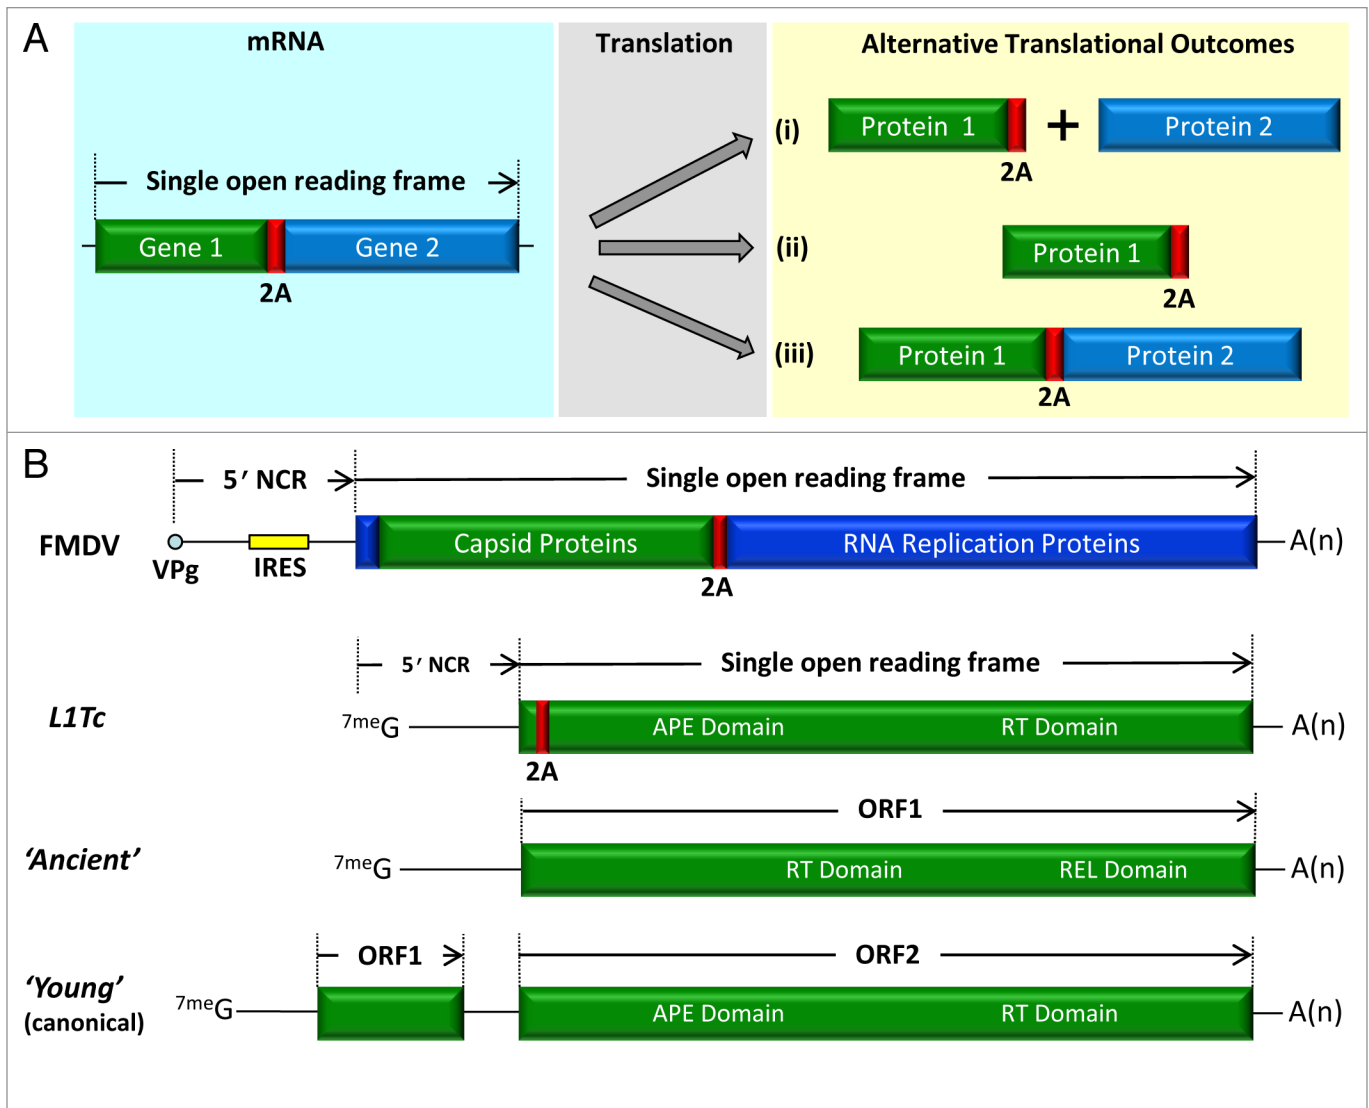 A
mRNA
Translation
Alternative Translational Outcomes
Single open reading frame
Gene 1
Gene 2
2A
(i)
Protein 1
+
Protein 2
2A
(ii)
Protein 1
2A
(iii)
Protein 1
Protein 2
2A
B
5′ NCR
Single open reading frame
FMDV
VPg
IRES
Capsid Proteins
RNA Replication Proteins
A(n)
2A
5′ NCR
Single open reading frame
L1Tc
7meG
APE Domain
RT Domain
A(n)
2A
ORF1
‘Ancient’
7meG
RT Domain
REL Domain
A(n)
ORF1
ORF2
‘Young’
(canonical)
7meG
APE Domain
RT Domain
A(n)